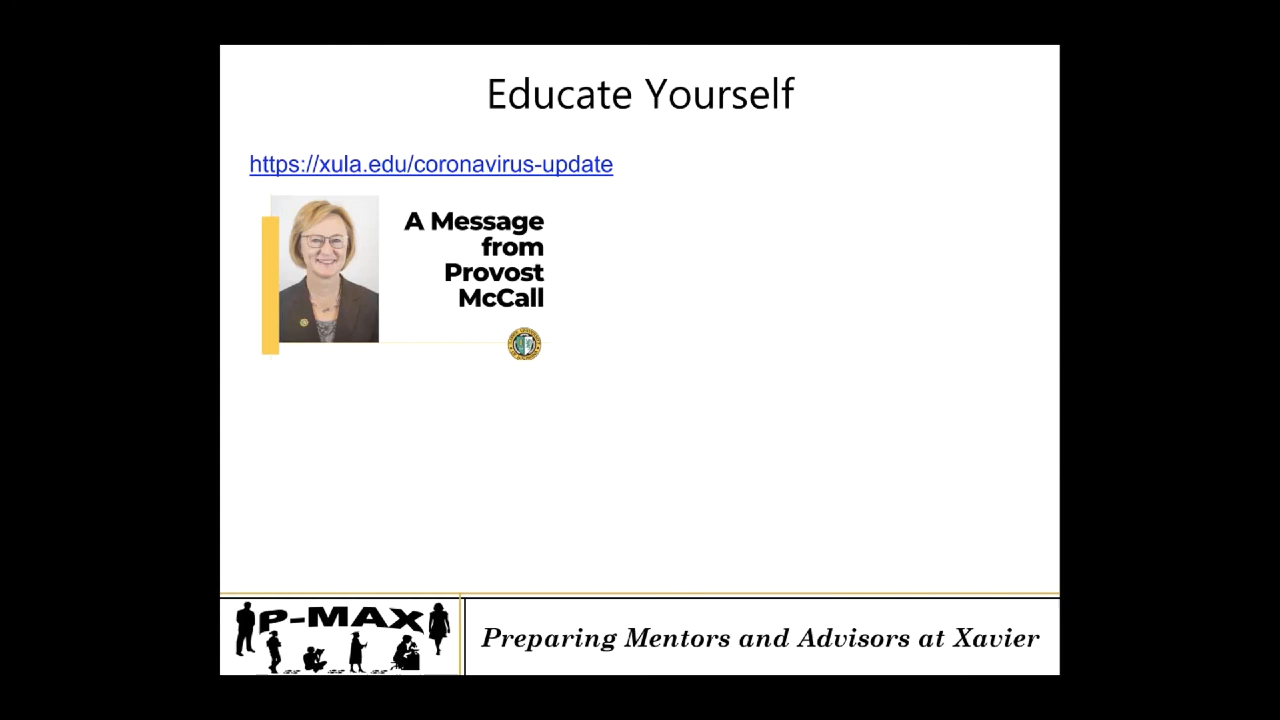 Educate Yourself
https://xula.edu/coronavirus-update
A Message
from
Provost
McCall
P-MAX
Preparing Mentors and Advisors at Xavier